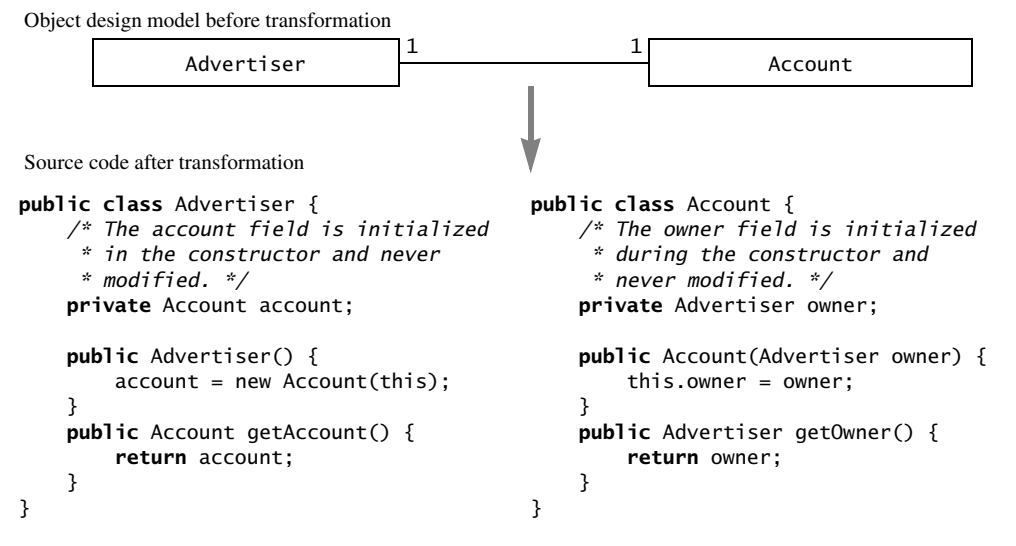 Object design model before transformation
Advertiser
1
1
Account
Source code after transformation
public class Advertiser {
/* The account field is initialized
* in the constructor and never
* modified. */
private Account account;
public Advertiser() {
account = new Account(this);
}
public Account getAccount() {
return account;
}
}
public class Account {
/* The owner field is initialized
* during the constructor and
* never modified. */
private Advertiser owner;
public Account(Advertiser owner) {
this.owner = owner;
}
public Advertiser getOwner() {
return owner;
}
}